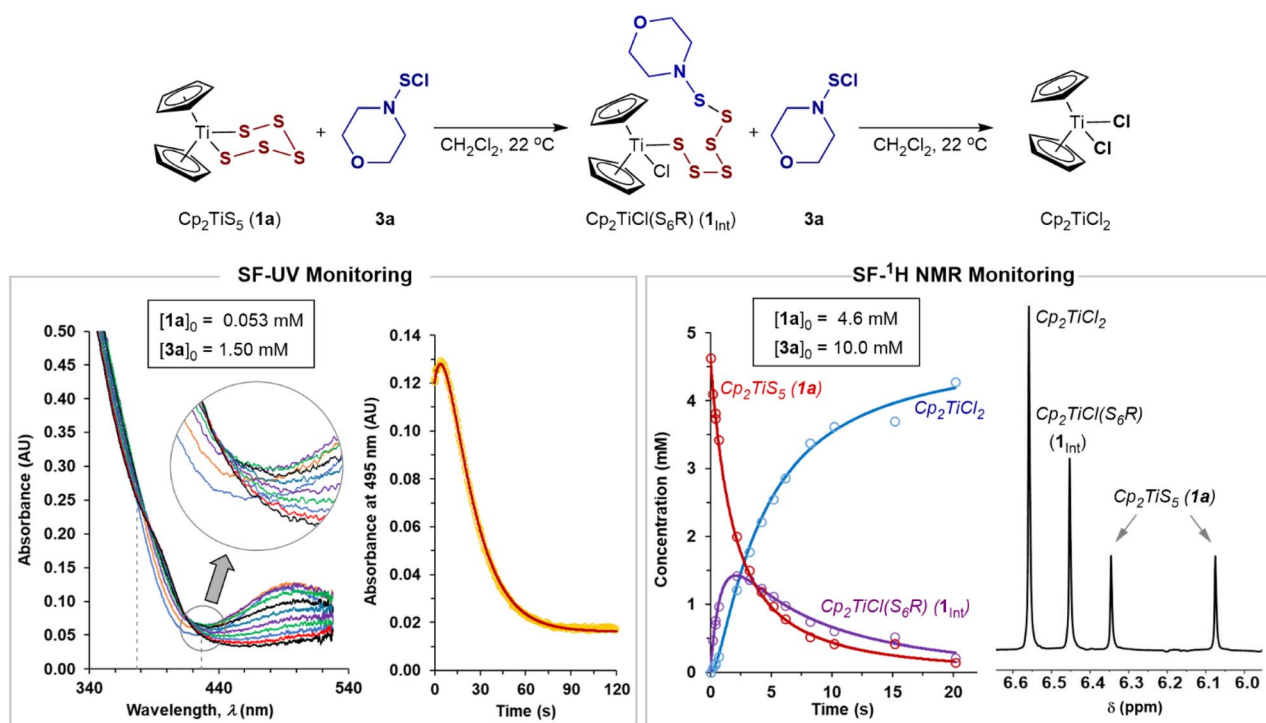 O
N
SCl
Ti
S
S
S
S
S
+
N
SCl
O
CH₂Cl₂, 22 °C
O
N
S
S
Ti
S
S
Cl
S
S
+
N
SCl
O
CH₂Cl₂, 22 °C
Ti
Cl
Cl
Cp₂TiS₅ (1a)
3a
Cp₂TiCl(S₆R) (1Int)
3a
Cp₂TiCl₂
SF-UV Monitoring
[1a]₀ = 0.053 mM
[3a]₀ = 1.50 mM
Absorbance (AU)
0.50
0.45
0.40
0.35
0.30
0.25
0.20
0.15
0.10
0.05
0.00
340 440 540
Wavelength, λ (nm)
Absorbance at 495 nm (AU)
0.14
0.12
0.10
0.08
0.06
0.04
0.02
0.00
0 30 60 90 120
Time (s)
SF-¹H NMR Monitoring
[1a]₀ = 4.6 mM
[3a]₀ = 10.0 mM
Concentration (mM)
5
4
3
2
1
0
Cp₂TiS₅ (1a)
Cp₂TiCl₂
Cp₂TiCl(S₆R) (1Int)
0 5 10 15 20
Time (s)
Cp₂TiCl₂
Cp₂TiCl(S₆R)
(1Int)
Cp₂TiS₅ (1a)
6.6 6.5 6.4 6.3 6.2 6.1 6.0
δ (ppm)